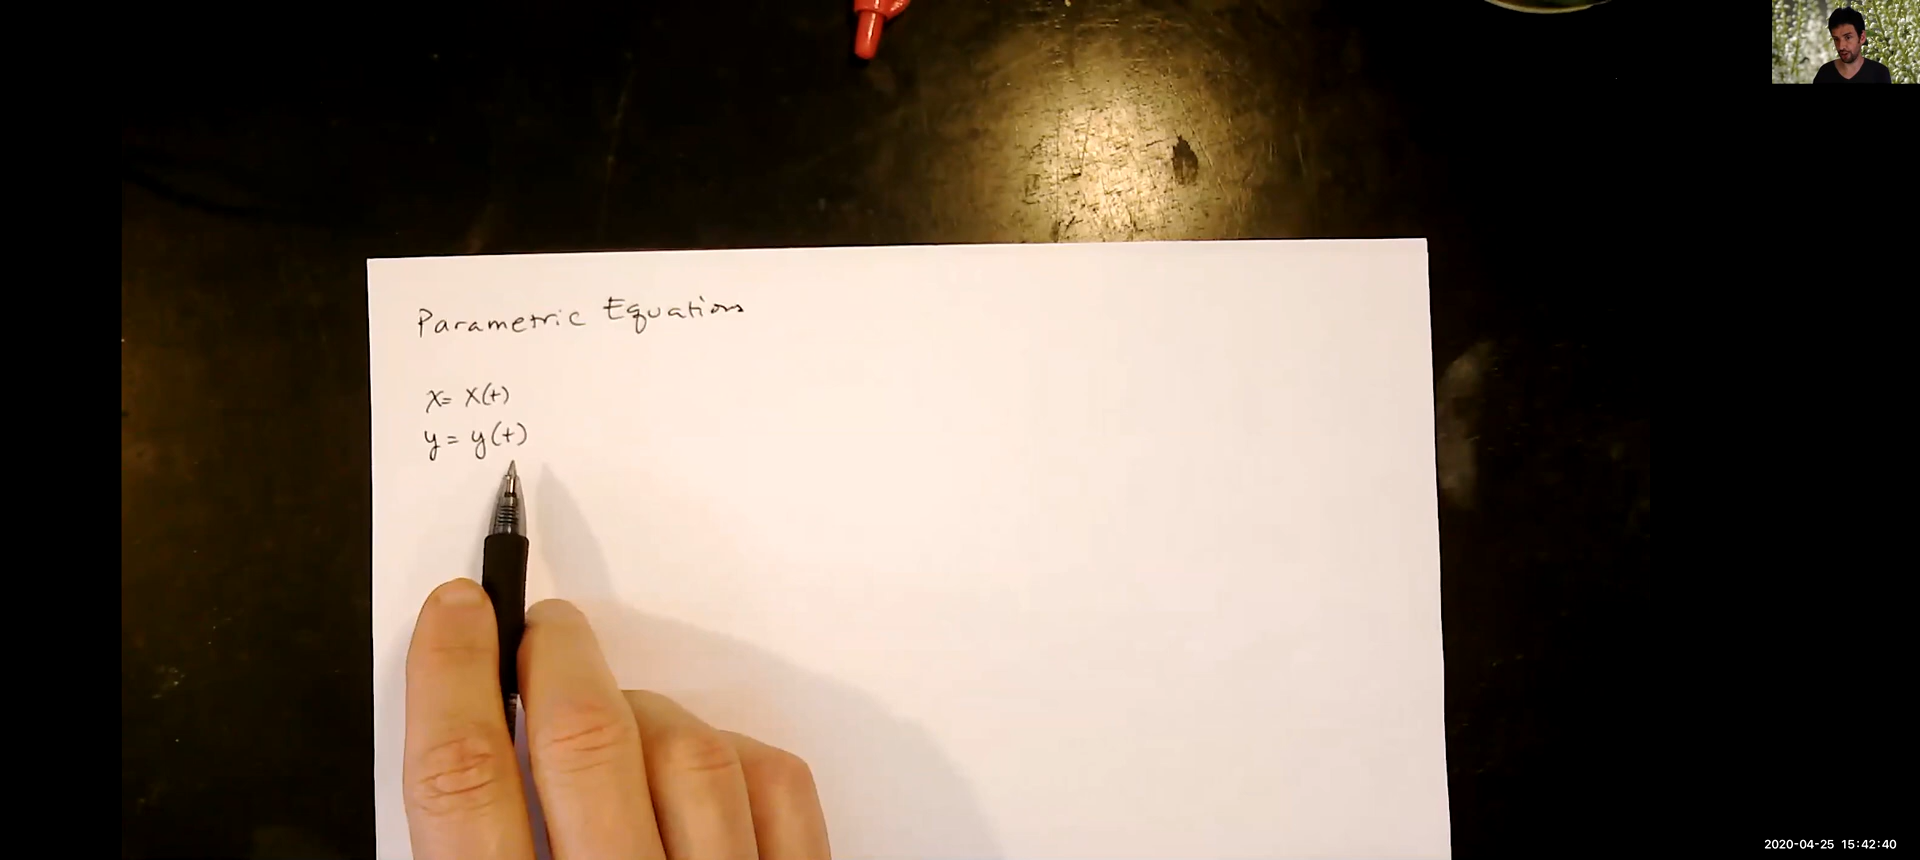 Parametric Equations
x = x(t)
y = y(t)
2020-04-25 15:42:40